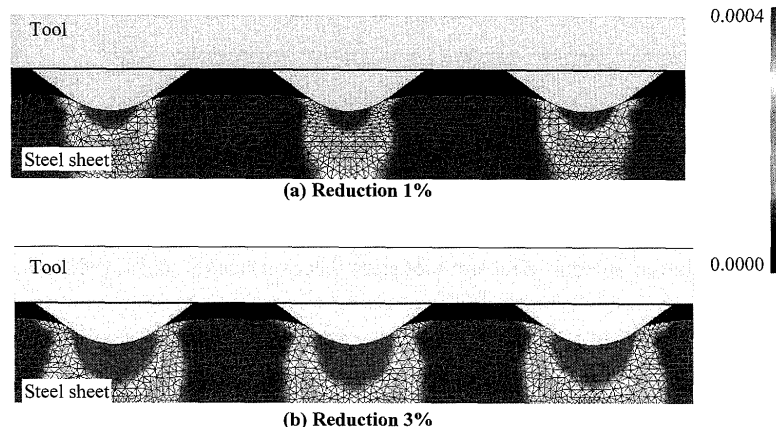 Tool
0.0004
Steel sheet
(a) Reduction 1%
Tool
0.0000
Steel sheet
(b) Reduction 3%